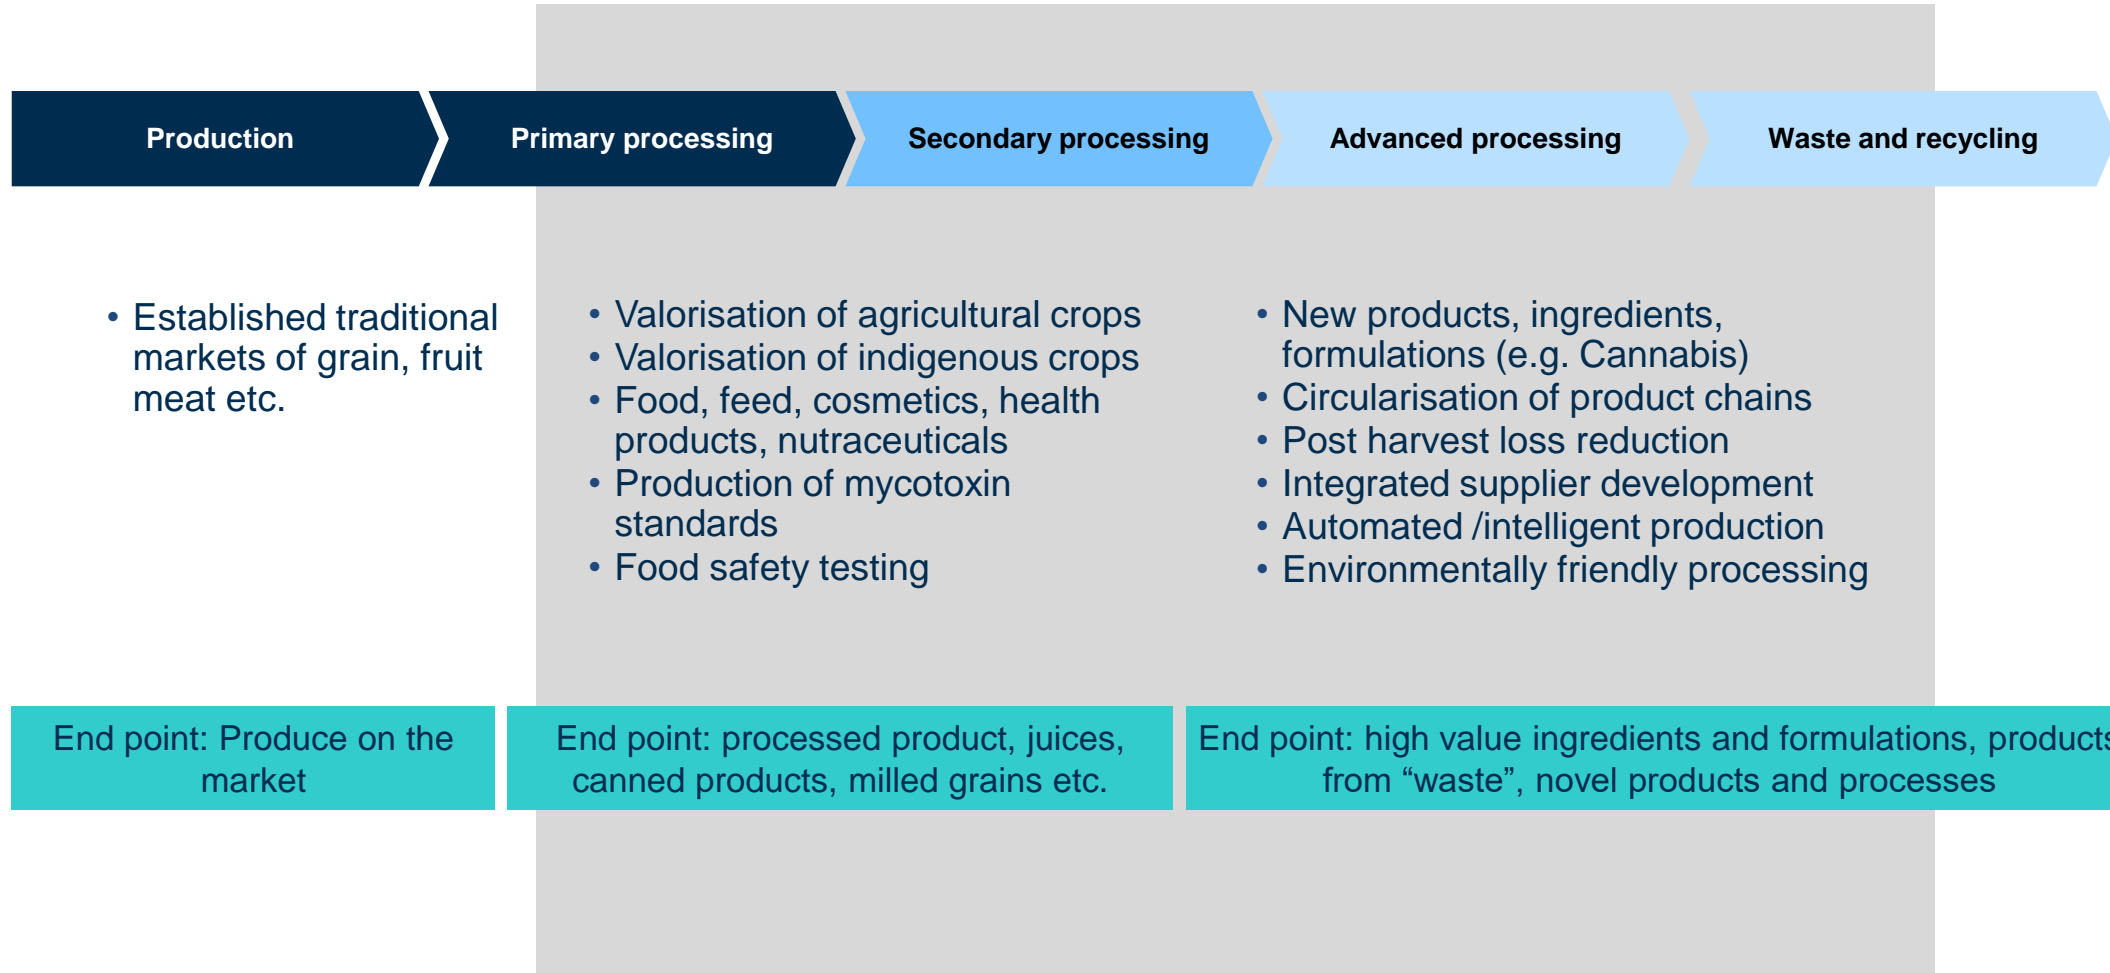 Production
Primary processing
Secondary processing
Advanced processing
Waste and recycling
• Established traditional
markets of grain, fruit
meat etc.
• Valorisation of agricultural crops
• Valorisation of indigenous crops
• Food, feed, cosmetics, health
products, nutraceuticals
• Production of mycotoxin
standards
• Food safety testing
• New products, ingredients,
formulations (e.g. Cannabis)
• Circularisation of product chains
• Post harvest loss reduction
• Integrated supplier development
• Automated /intelligent production
• Environmentally friendly processing
End point: Produce on the
market
End point: processed product, juices,
canned products, milled grains etc.
End point: high value ingredients and formulations, products
from “waste”, novel products and processes